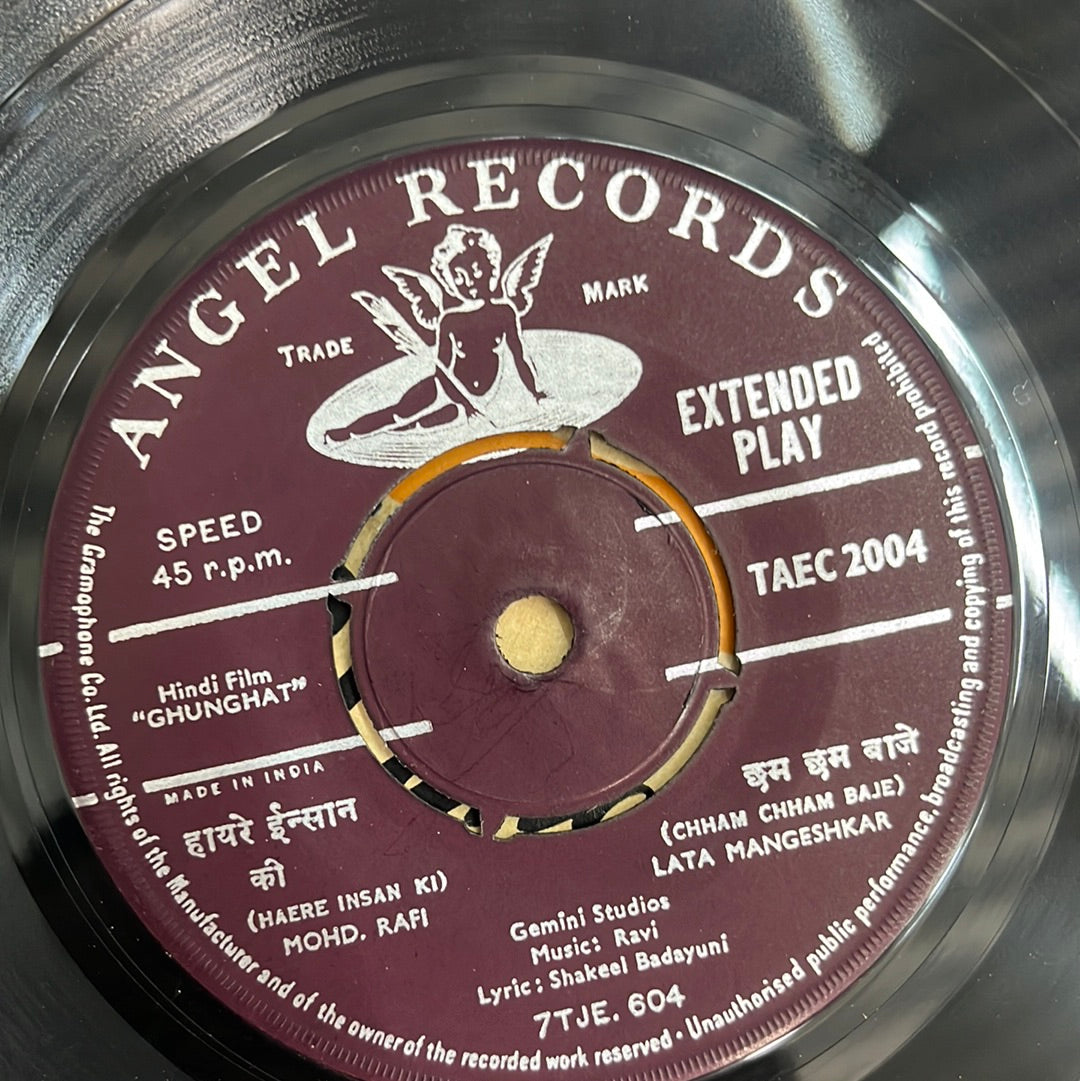 ANGEL RECORDS
TRADE MARK
EXTENDED
PLAY
SPEED
45 r.p.m.
TAEC 2004
Hindi Film
"GHUNGHAT"
MADE IN INDIA
हायरे ईन्सान
की
(HAERE INSAN KI)
MOHD. RAFI
छम छम बाजे
(CHHAM CHHAM BAJE)
LATA MANGESHKAR
Gemini Studios
Music: Ravi
Lyric: Shakeel Badayuni
7TJE. 604
The Gramophone Co. Ltd. All rights of the Manufacturer and of the owner of the recorded work reserved · Unauthorised public performance, broadcasting and copying of this record prohibited